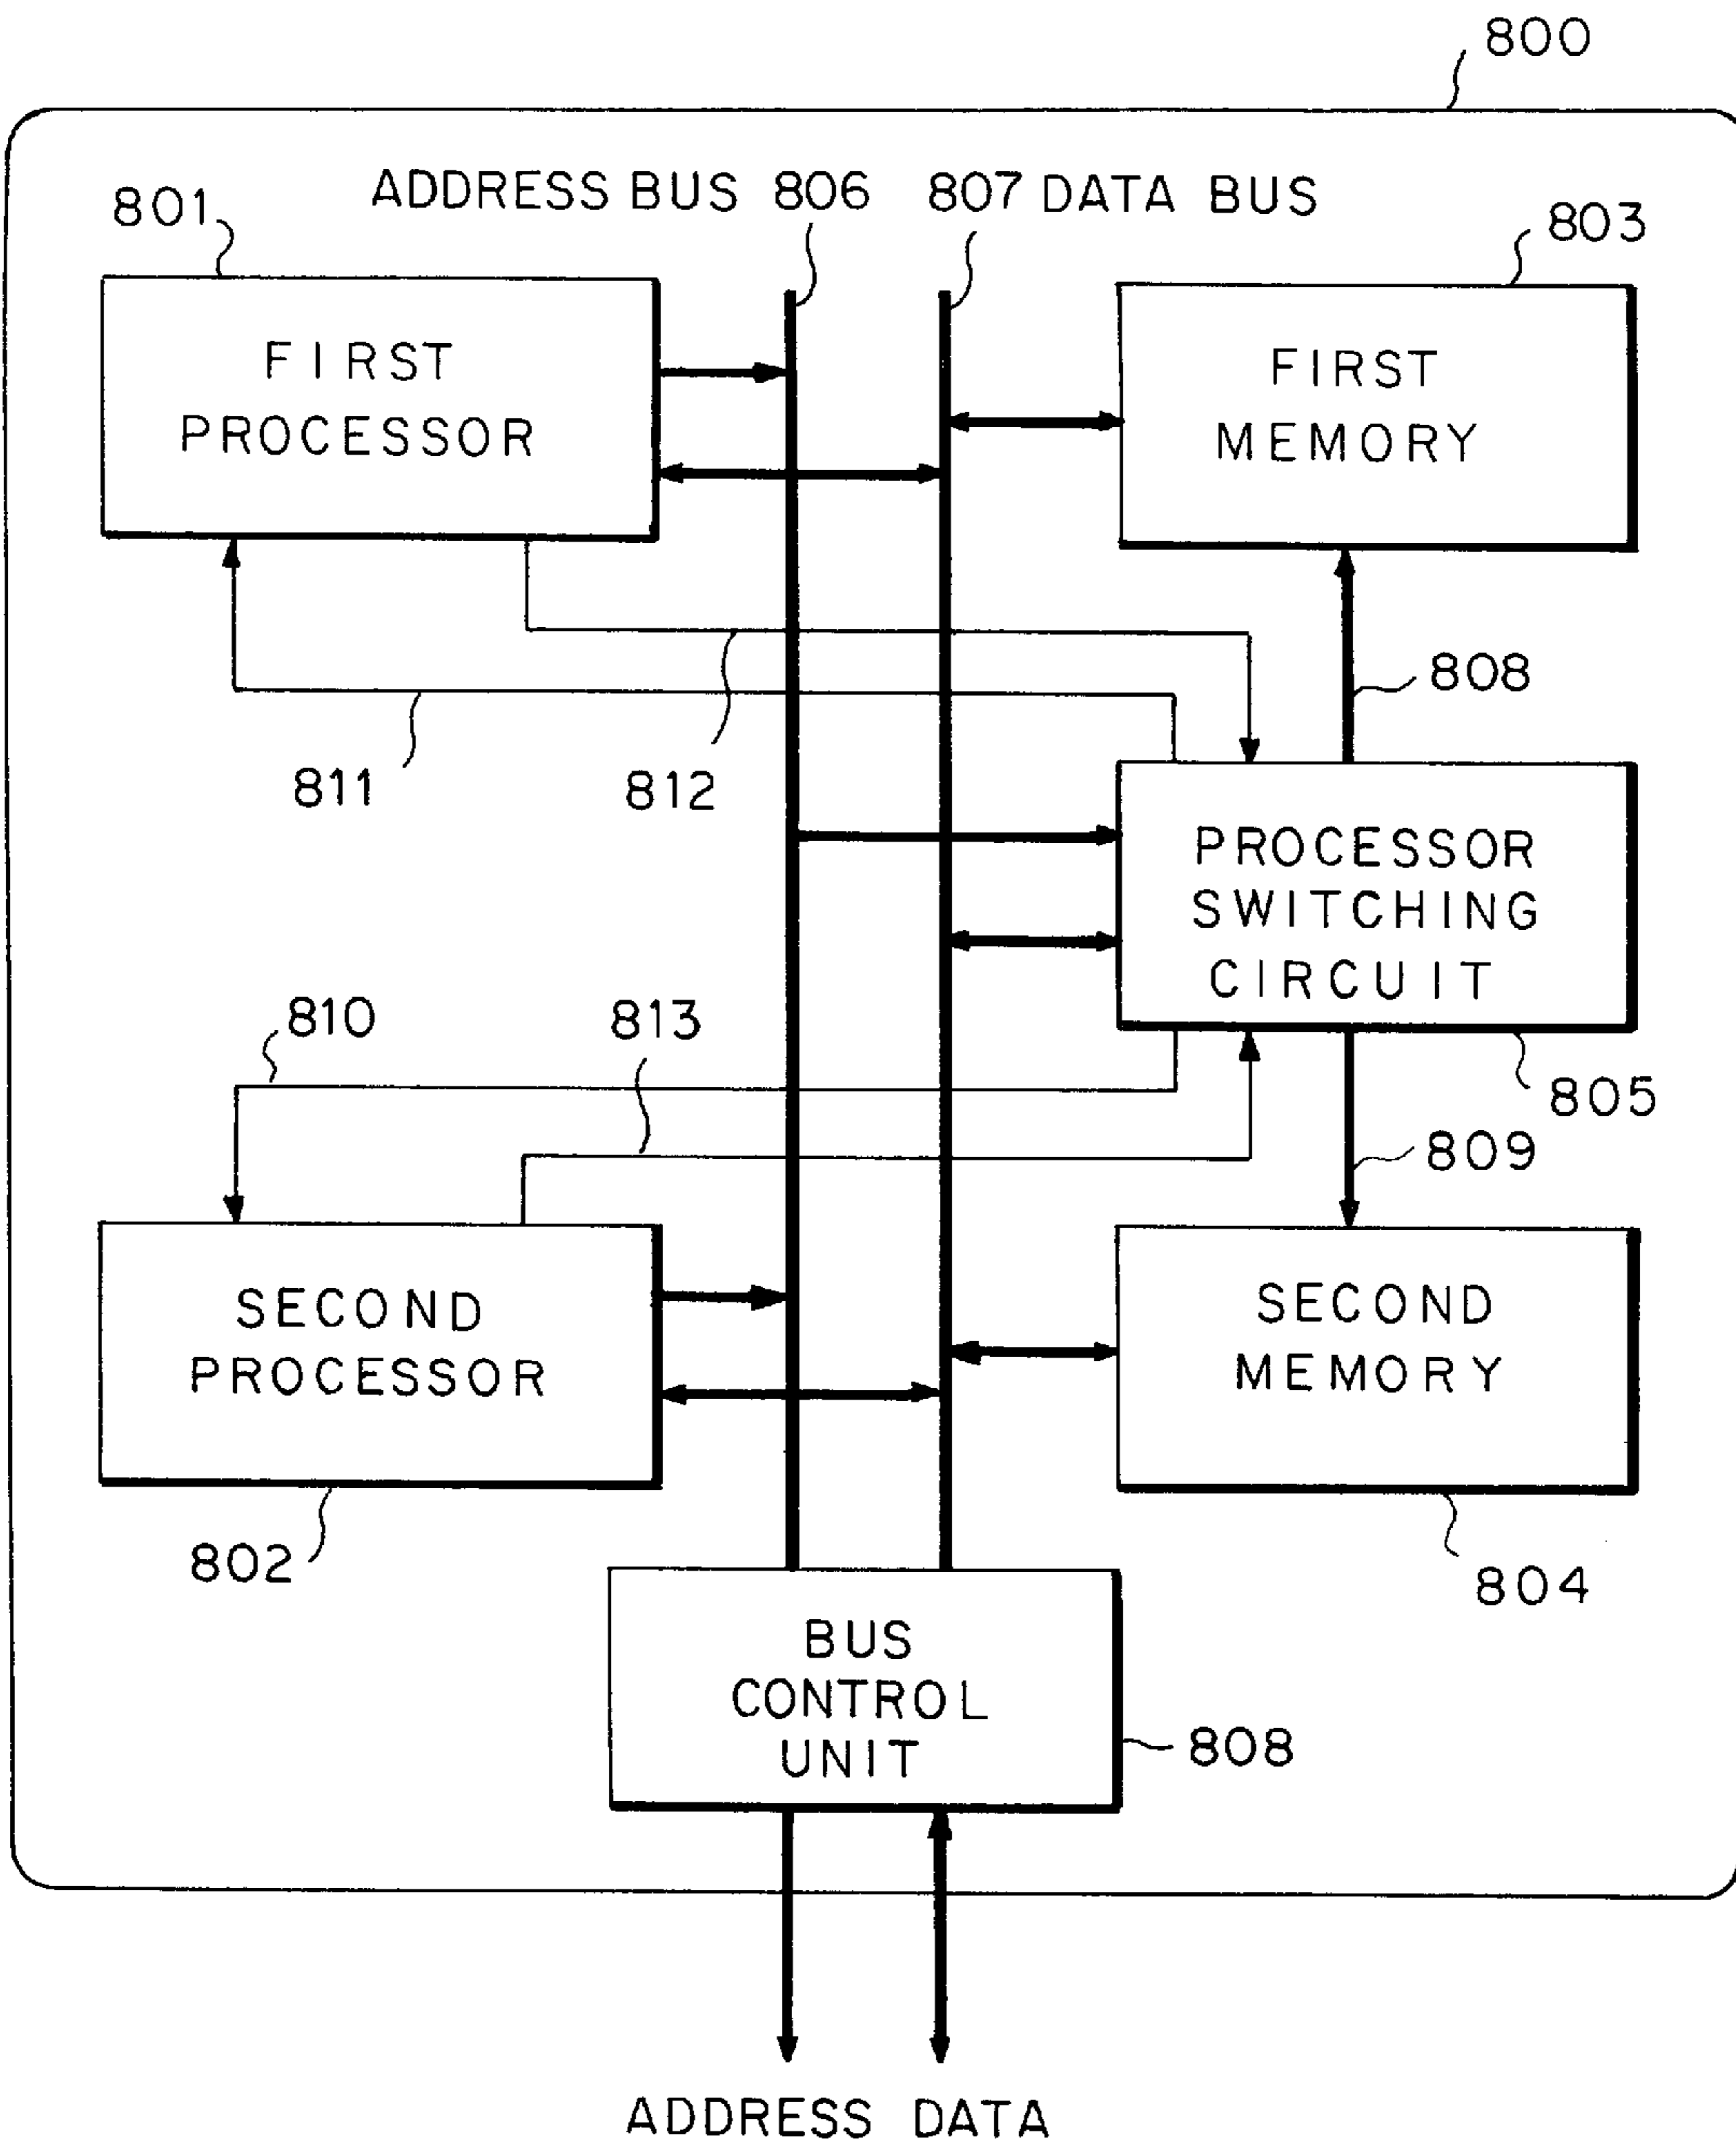 800
ADDRESS BUS 806
807 DATA BUS
801
803
FIRST
PROCESSOR
FIRST
MEMORY
808
811
812
PROCESSOR
SWITCHING
CIRCUIT
810
813
805
809
SECOND
PROCESSOR
SECOND
MEMORY
802
804
BUS
CONTROL
UNIT
808
ADDRESS DATA